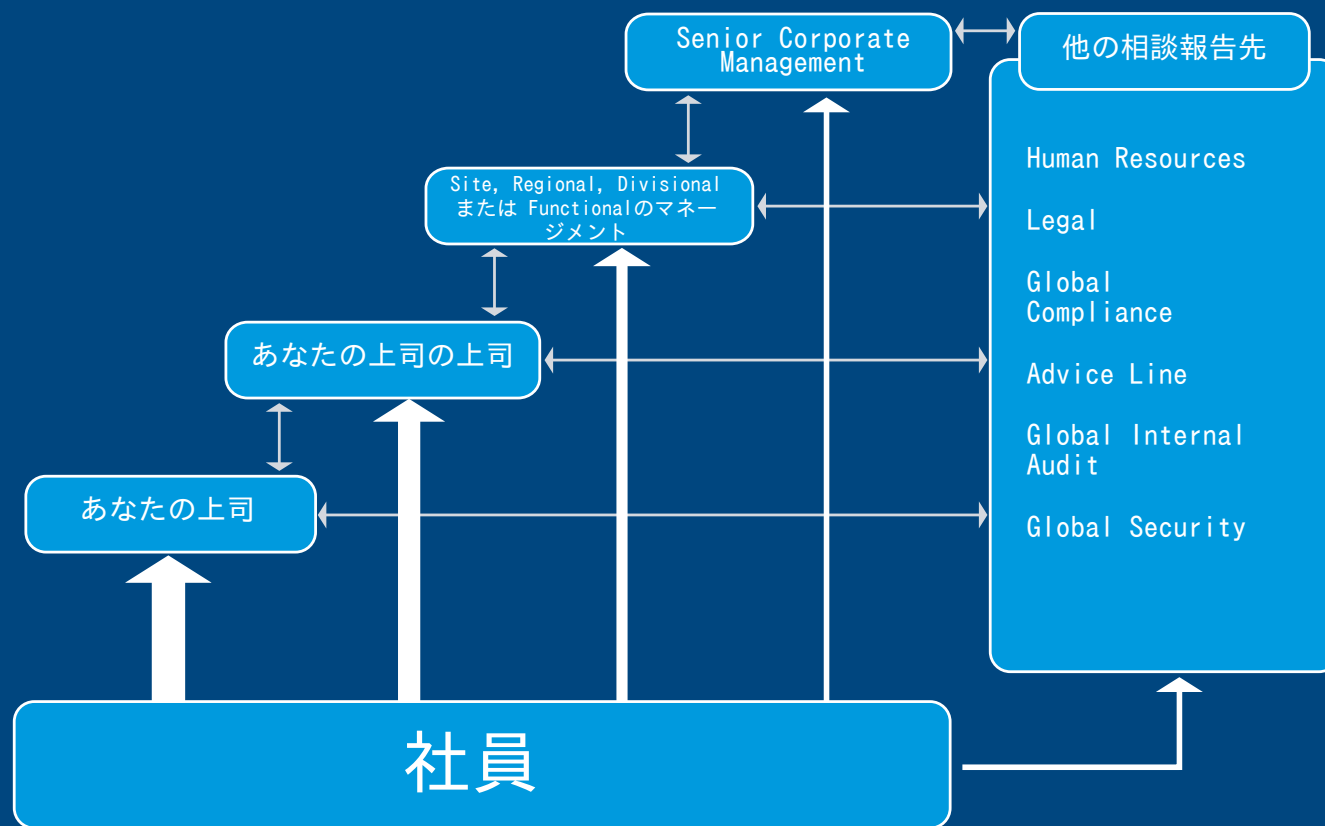 Senior Corporate
Management
他の相談報告先
Human Resources
Legal
Global
Compliance
Advice Line
Global Internal
Audit
Global Security
Site, Regional, Divisional
または Functionalのマネー
ジメント
あなたの上司の上司
あなたの上司
社員